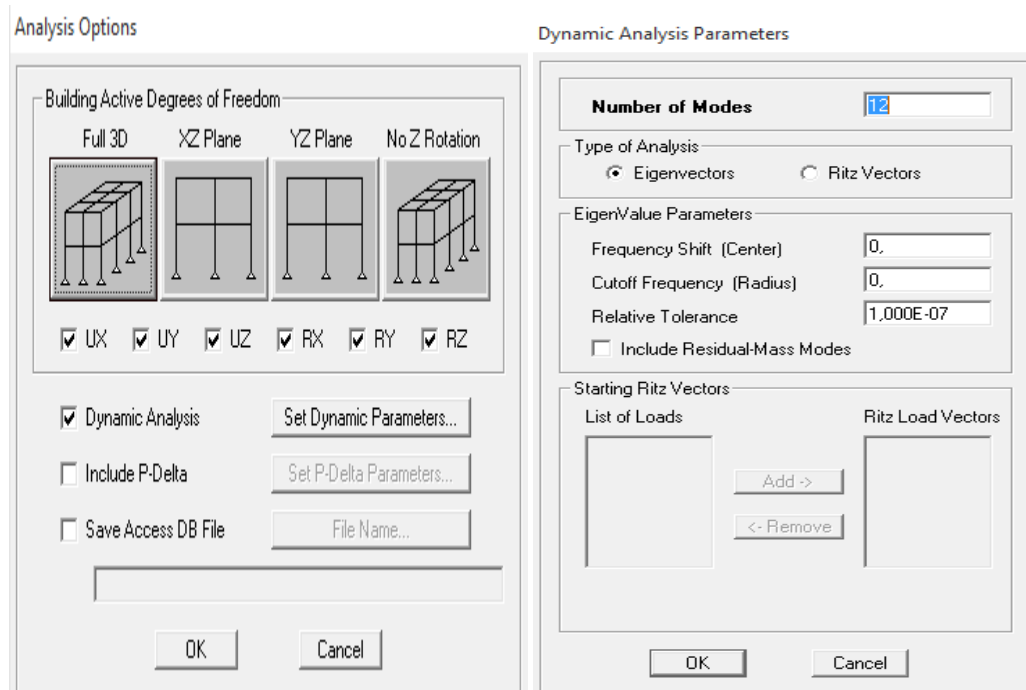 Analysis Options
Building Active Degrees of Freedom
Full 3D XZ Plane YZ Plane No Z Rotation
UX UY UZ RX RY RZ
Dynamic Analysis Set Dynamic Parameters...
Include P-Delta Set P-Delta Parameters...
Save Access DB File File Name...
OK Cancel
Dynamic Analysis Parameters
Number of Modes 12
Type of Analysis
Eigenvectors Ritz Vectors
EigenValue Parameters
Frequency Shift (Center) 0,
Cutoff Frequency (Radius) 0,
Relative Tolerance 1,000E-07
Include Residual-Mass Modes
Starting Ritz Vectors
List of Loads Ritz Load Vectors
Add ->
<- Remove
OK Cancel